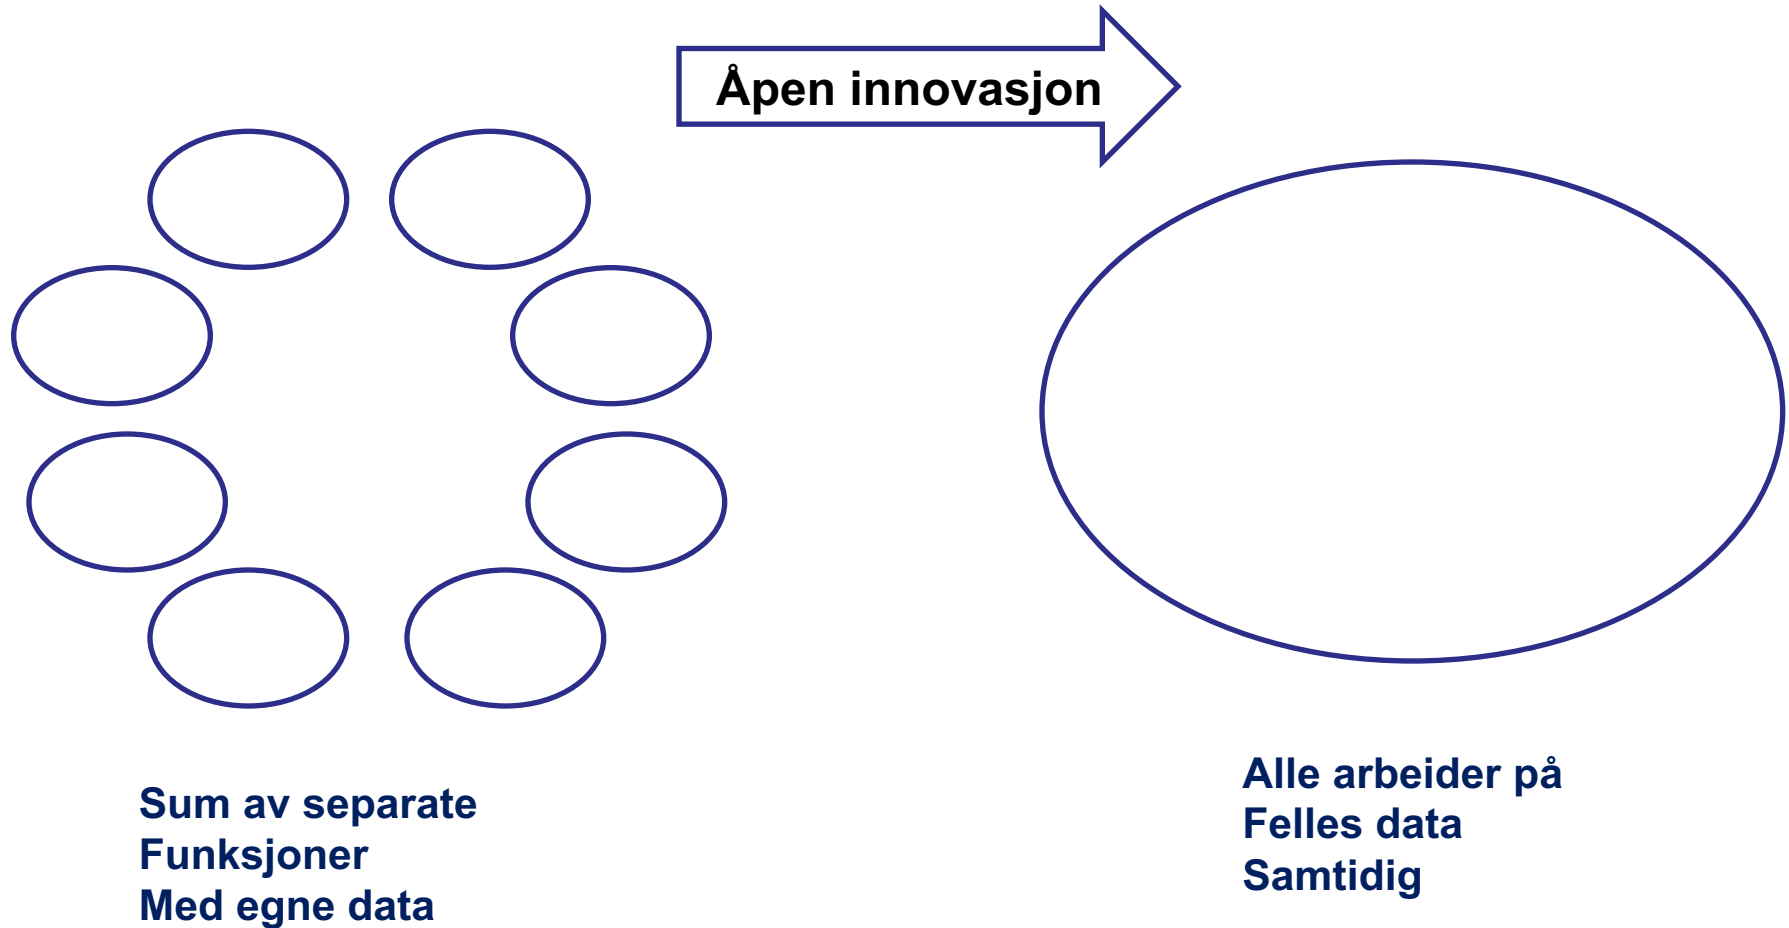 Åpen innovasjon
Sum av separate
Funksjoner
Med egne data
Alle arbeider på
Felles data
Samtidig